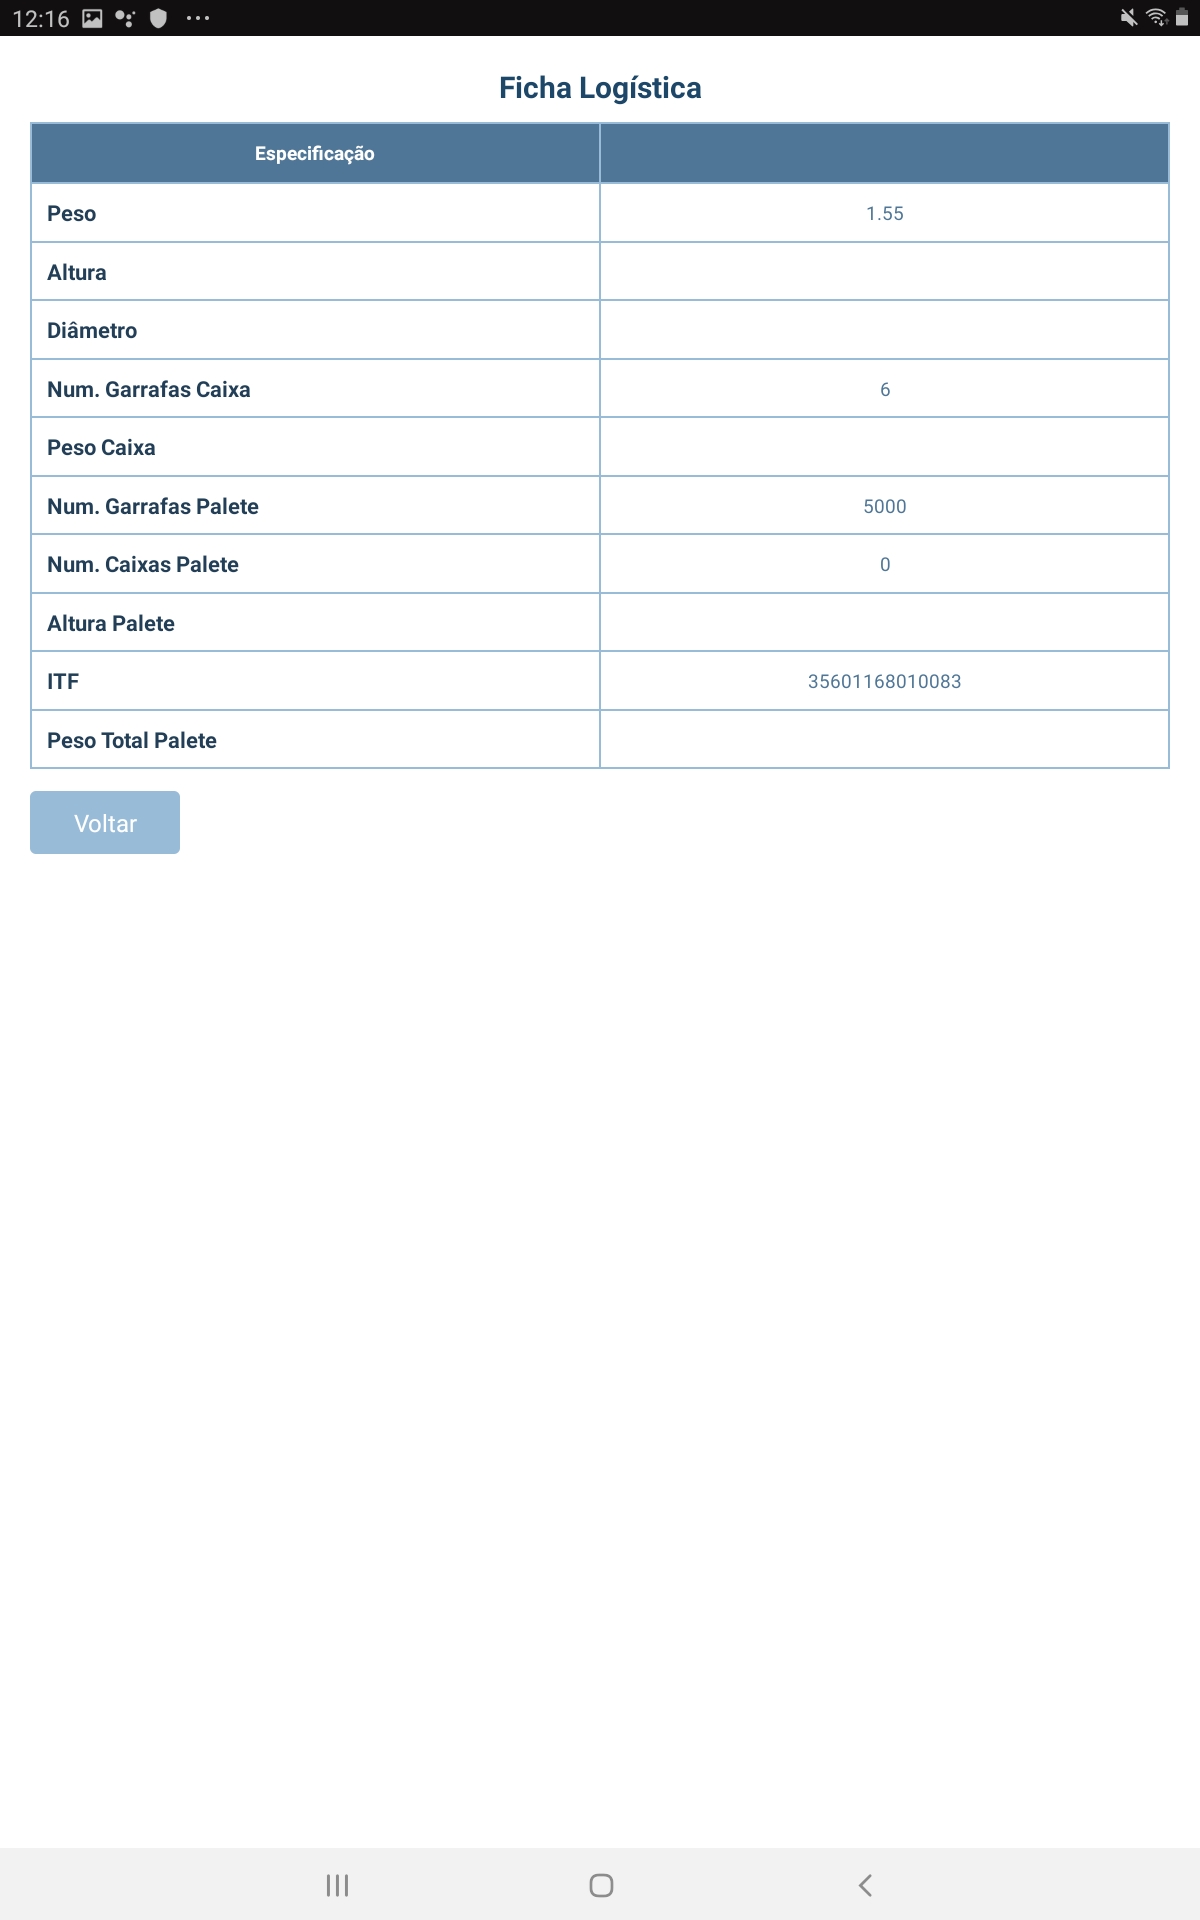 12:16
Ficha Logística
Especificação
Peso 1.55
Altura
Diâmetro
Num. Garrafas Caixa 6
Peso Caixa
Num. Garrafas Palete 5000
Num. Caixas Palete 0
Altura Palete
ITF 35601168010083
Peso Total Palete
Voltar